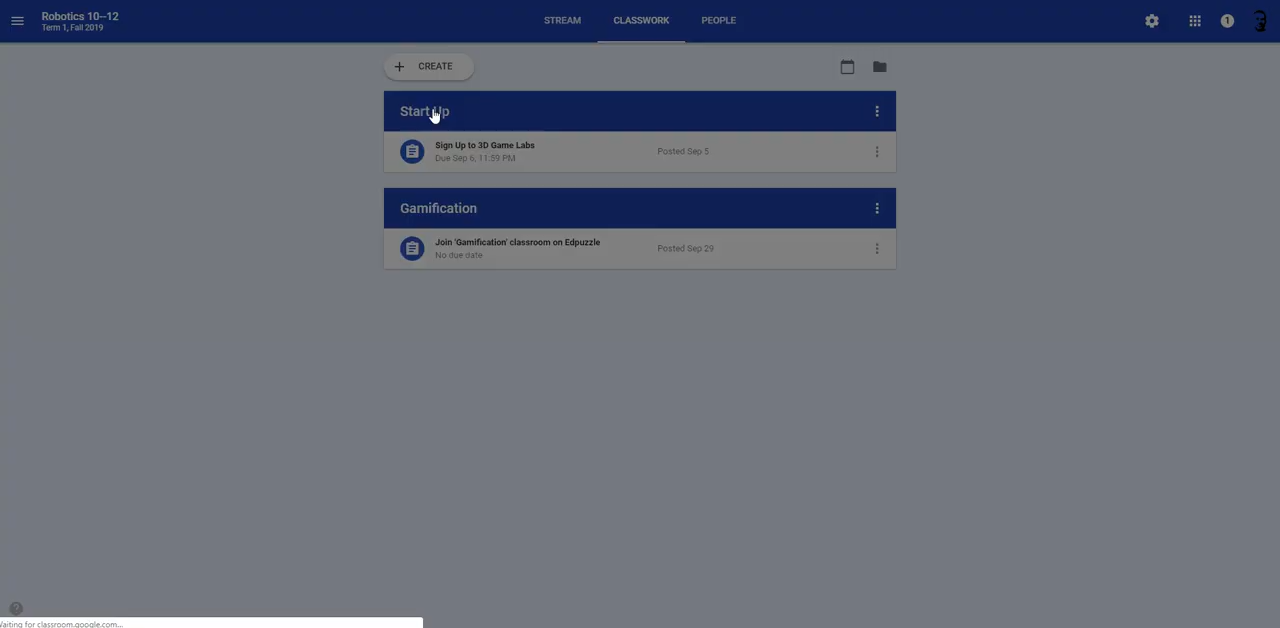 Robotics 10--12
Term 1, Fall 2019
STREAM
CLASSWORK
PEOPLE
1
+ CREATE
Start Up
Sign Up to 3D Game Labs
Due Sep 6, 11:59 PM
Posted Sep 5
Gamification
Join 'Gamification' classroom on Edpuzzle
No due date
Posted Sep 29
?
Waiting for classroom.google.com...